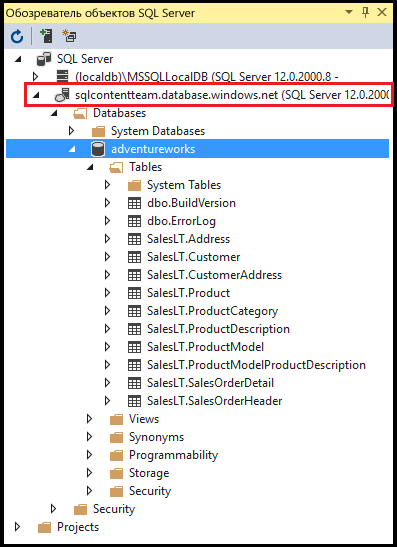 Обозреватель объектов SQL Server
SQL Server
(localdb)\MSSQLLocalDB (SQL Server 12.0.2000.8 -
sqlcontentteam.database.windows.net (SQL Server 12.0.2000
Databases
System Databases
adventureworks
Tables
System Tables
dbo.BuildVersion
dbo.ErrorLog
SalesLT.Address
SalesLT.Customer
SalesLT.CustomerAddress
SalesLT.Product
SalesLT.ProductCategory
SalesLT.ProductDescription
SalesLT.ProductModel
SalesLT.ProductModelProductDescription
SalesLT.SalesOrderDetail
SalesLT.SalesOrderHeader
Views
Synonyms
Programmability
Storage
Security
Security
Projects